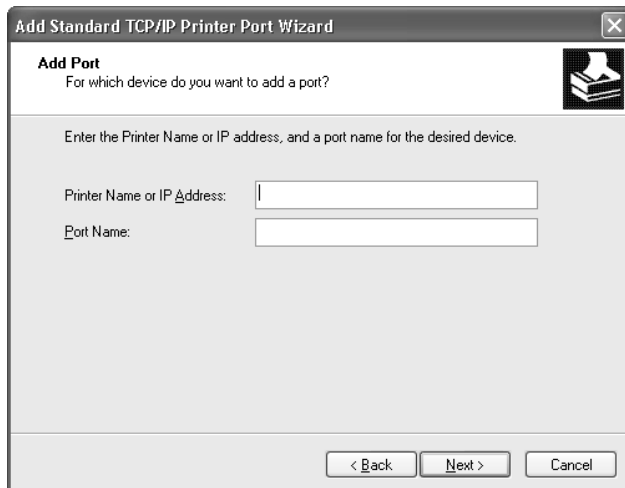 Add Standard TCP/IP Printer Port Wizard
Add Port
For which device do you want to add a port?
Enter the Printer Name or IP address, and a port name for the desired device.
Printer Name or IP Address:
Port Name:
< Back Next > Cancel